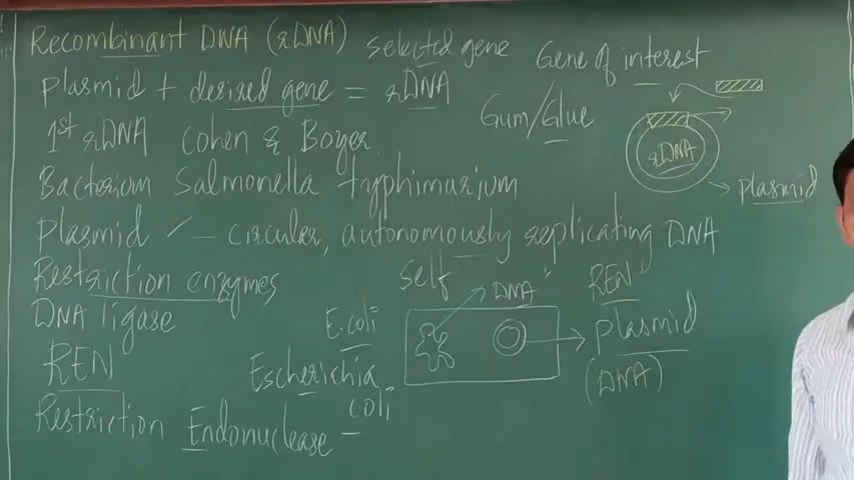 Recombinant DNA (rDNA) selected gene
Gene of interest
Plasmid + desired gene = rDNA
Gum/Glue
1st rDNA Cohen & Boyer
rDNA
Bacterium Salmonella typhimurium
plasmid
Plasmid – circular, autonomously replicating DNA
Restriction enzymes
self
DNA
REN
DNA ligase
E.coli
plasmid
(DNA)
REN
Escherichia
coli
Restriction Endonuclease